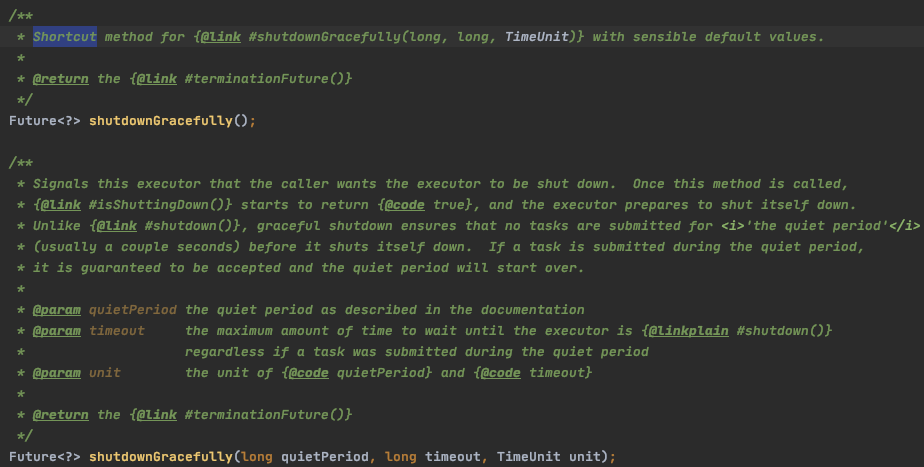 /**
 * Shortcut method for {@link #shutdownGracefully(long, long, TimeUnit)} with sensible default values.
 *
 * @return the {@link #terminationFuture()}
 */
Future<?> shutdownGracefully();

/**
 * Signals this executor that the caller wants the executor to be shut down.  Once this method is called,
 * {@link #isShuttingDown()} starts to return {@code true}, and the executor prepares to shut itself down.
 * Unlike {@link #shutdown()}, graceful shutdown ensures that no tasks are submitted for <i>'the quiet period'</i>
 * (usually a couple seconds) before it shuts itself down.  If a task is submitted during the quiet period,
 * it is guaranteed to be accepted and the quiet period will start over.
 *
 * @param quietPeriod the quiet period as described in the documentation
 * @param timeout     the maximum amount of time to wait until the executor is {@linkplain #shutdown()}
 *                    regardless if a task was submitted during the quiet period
 * @param unit        the unit of {@code quietPeriod} and {@code timeout}
 *
 * @return the {@link #terminationFuture()}
 */
Future<?> shutdownGracefully(long quietPeriod, long timeout, TimeUnit unit);